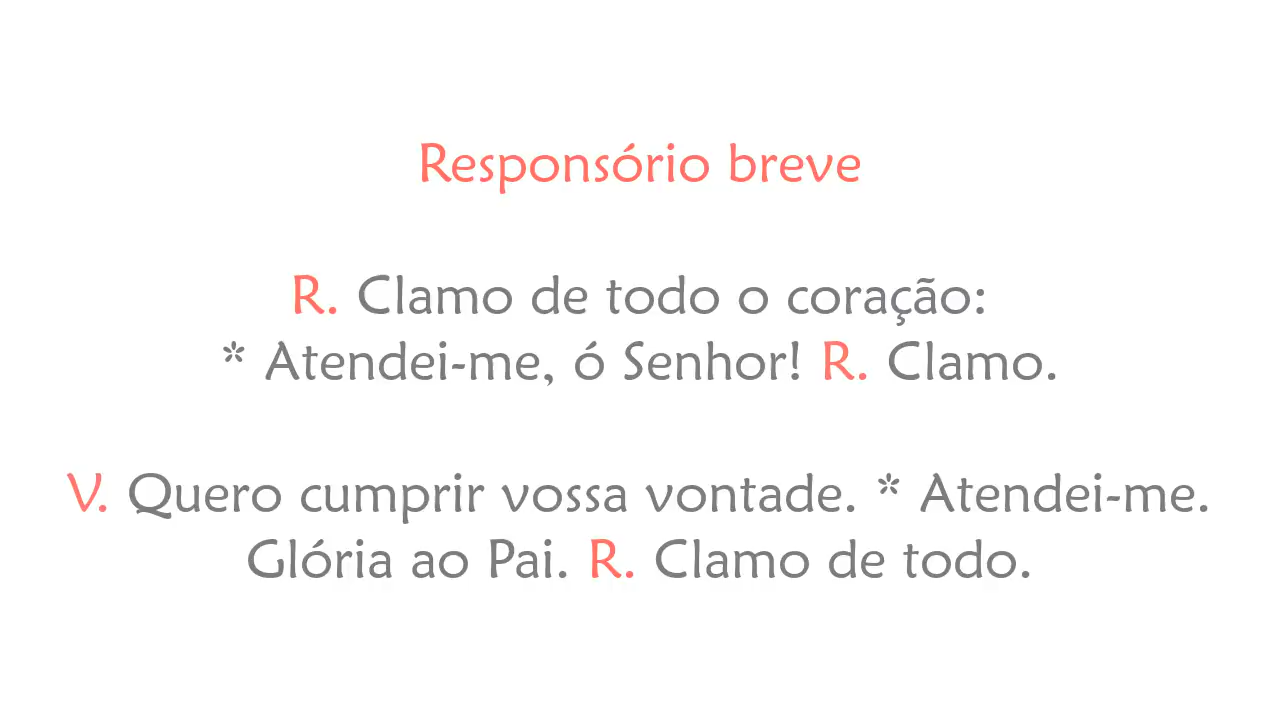 Responsório breve
R. Clamo de todo o coração:
* Atendei-me, ó Senhor! R. Clamo.
V. Quero cumprir vossa vontade. * Atendei-me.
Glória ao Pai. R. Clamo de todo.